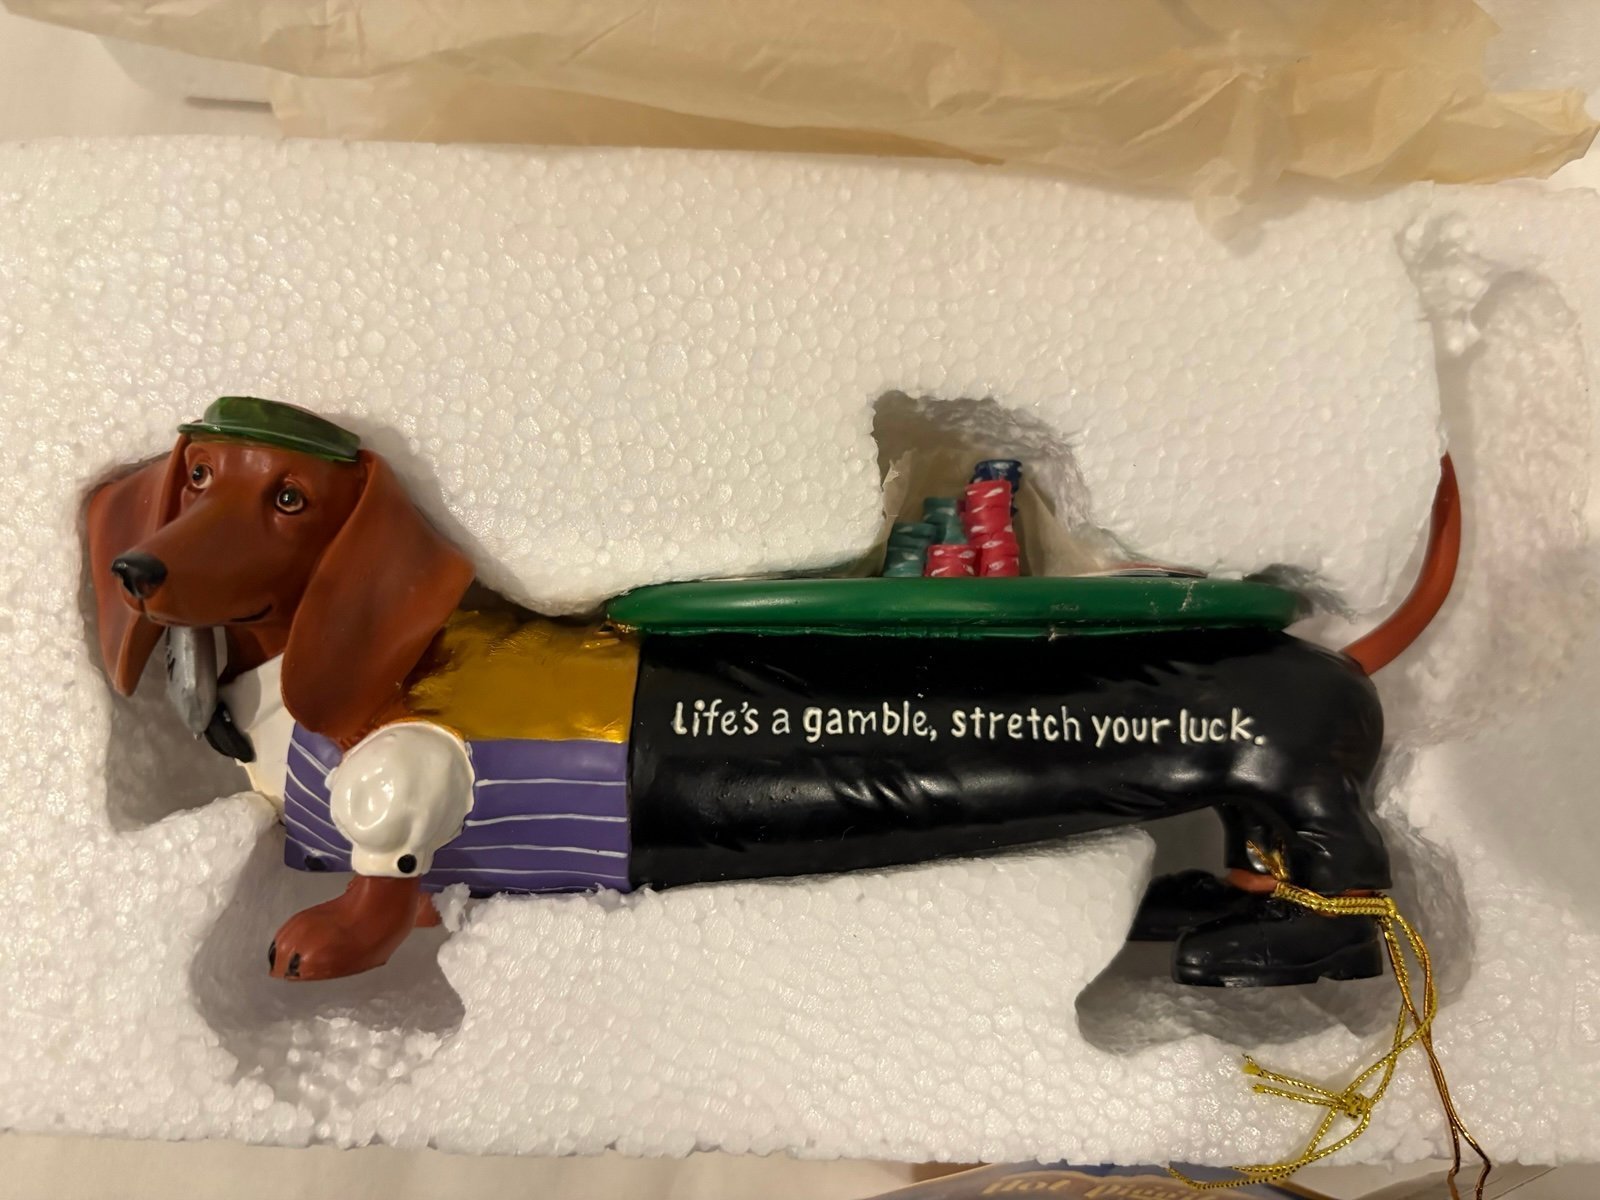 Life's a gamble, stretch your luck.